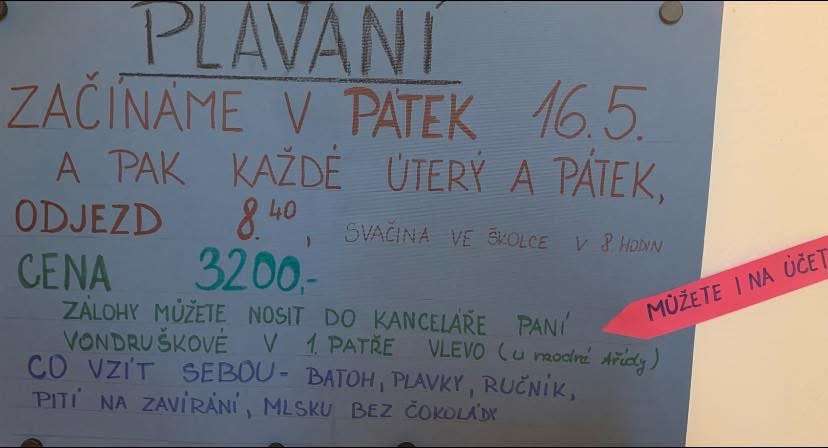 PLAVÁNÍ
ZAČÍNÁME V PÁTEK 16.5.
A PAK KAŽDÉ ÚTERÝ A PÁTEK,
ODJEZD 8.40, SVAČINA VE ŠKOLCE V 8 HODIN
CENA 3200,-
MŮŽETE I NA ÚČET
ZÁLOHY MŮŽETE NOSIT DO KANCELÁŘE PANÍ
VONDRUŠKOVÉ V 1. PATŘE VLEVO (u modré třídy)
CO VZÍT SEBOU - BATOH, PLAVKY, RUČNÍK,
PITÍ NA ZAVÍRÁNÍ, MLSKU BEZ ČOKOLÁDY